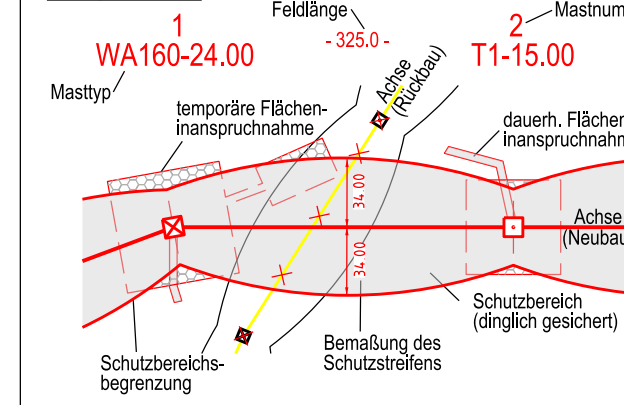 Feldlänge
Mastnum
1
WA160-24.00
- 325.0 -
2
T1-15.00
Masttyp
Achse
(Rückbau)
temporäre Flächen-
inanspruchnahme
dauerh. Flächen
inanspruchnahm
34.00
34.00
Achse
(Neubau
Schutzbereich
(dinglich gesichert)
Bemaßung des
Schutzstreifens
Schutzbereichs-
begrenzung